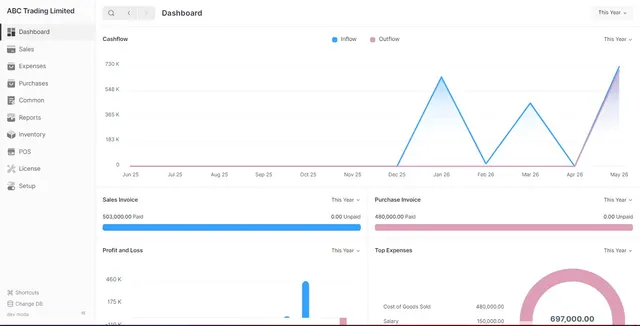 ABC Trading Limited
Dashboard
This Year
Dashboard
Sales
Expenses
Purchases
Common
Reports
Inventory
POS
License
Setup
Shortcuts
Change DB
dev mode
Cashflow
Inflow
Outflow
This Year
730 K
548 K
365 K
183 K
0
Jun 25 Jul 25 Aug 25 Sep 25 Oct 25 Nov 25 Dec 25 Jan 26 Feb 26 Mar 26 Apr 26 May 26
Sales Invoice This Year
503,000.00 Paid 0.00 Unpaid
Purchase Invoice This Year
480,000.00 Paid 0.00 Unpaid
Profit and Loss This Year
460 K
175 K
Top Expenses This Year
Cost of Goods Sold 480,000.00
Salary 150,000.00
697,000.00